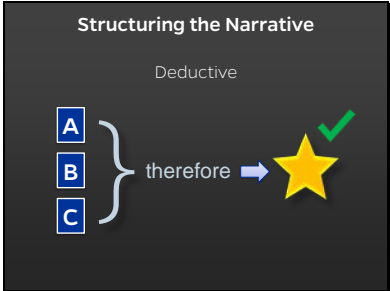 Structuring the Narrative
Deductive
A
B
therefore
C